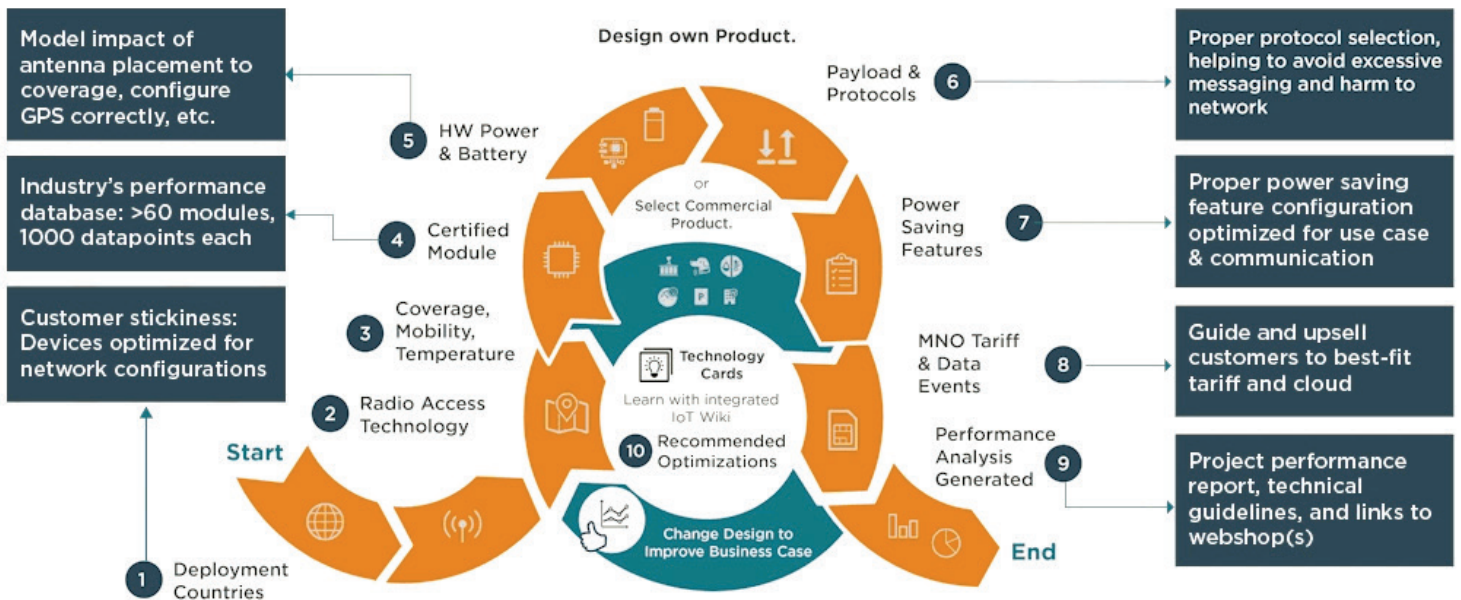 Model impact of
antenna placement to
coverage, configure
GPS correctly, etc.
Industry's performance
database: >60 modules,
1000 datapoints each
Customer stickiness:
Devices optimized for
network configurations
Start
1
Deployment
Countries
2
Radio Access
Technology
3
Coverage,
Mobility,
Temperature
4
Certified
Module
5
HW Power
& Battery
Design own Product.
or
Select Commercial
Product.
P
Technology
Cards
Learn with integrated
IoT Wiki
10
Recommended
Optimizations
Change Design to
Improve Business Case
Payload &
Protocols
6
Power
Saving
Features
7
MNO Tariff
& Data
Events
8
Performance
Analysis
Generated
9
End
Proper protocol selection,
helping to avoid excessive
messaging and harm to
network
Proper power saving
feature configuration
optimized for use case
& communication
Guide and upsell
customers to best-fit
tariff and cloud
Project performance
report, technical
guidelines, and links to
webshop(s)